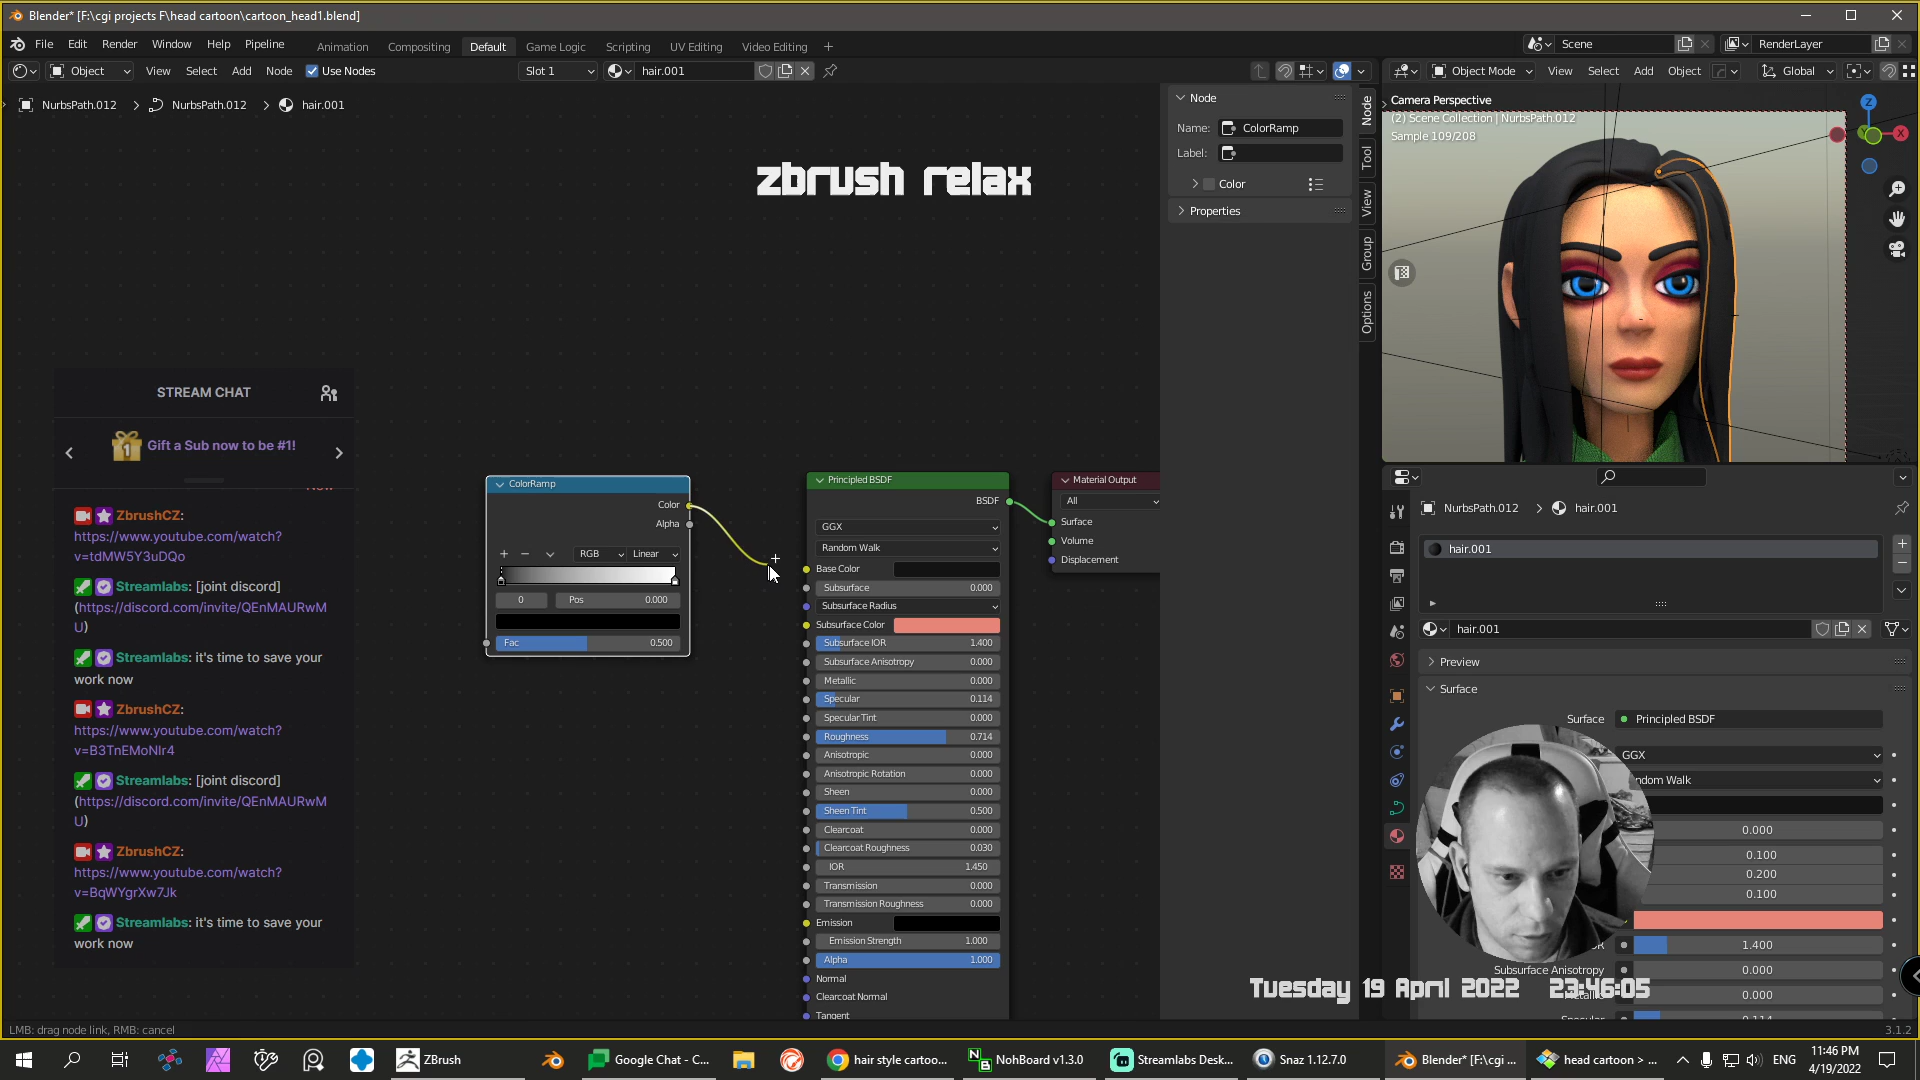 Blender* [F:\cgi projects F\head cartoon\cartoon_head1.blend]
File Edit Render Window Help Pipeline
Animation Compositing Default Game Logic Scripting UV Editing Video Editing +
Scene
RenderLayer
Object View Select Add Node Use Nodes
Slot 1
hair.001
Object Mode View Select Add Object
Global
NurbsPath.012 > NurbsPath.012 > hair.001
Node
Name: ColorRamp
Label:
Color
Properties
Node
Tool
View
Group
Options
Camera Perspective
(2) Scene Collection | NurbsPath.012
Sample 109/208
Z
Y
X
zbrush relax
STREAM CHAT
1
Gift a Sub now to be #1!
ZbrushCZ:
https://www.youtube.com/watch?
v=tdMW5Y3uDQo
Streamlabs: [joint discord]
(https://discord.com/invite/QEnMAURwM
U)
Streamlabs: it's time to save your
work now
ZbrushCZ:
https://www.youtube.com/watch?
v=B3TnEMoNIr4
Streamlabs: [joint discord]
(https://discord.com/invite/QEnMAURwM
U)
ZbrushCZ:
https://www.youtube.com/watch?
v=BqWYgrXw7Jk
Streamlabs: it's time to save your
work now
ColorRamp
Color
Alpha
RGB Linear
0 Pos 0.000
Fac 0.500
Principled BSDF
BSDF
GGX
Random Walk
Base Color
Subsurface 0.000
Subsurface Radius
Subsurface Color
Subsurface IOR 1.400
Subsurface Anisotropy 0.000
Metallic 0.000
Specular 0.114
Specular Tint 0.000
Roughness 0.714
Anisotropic 0.000
Anisotropic Rotation 0.000
Sheen 0.000
Sheen Tint 0.500
Clearcoat 0.000
Clearcoat Roughness 0.030
IOR 1.450
Transmission 0.000
Transmission Roughness 0.000
Emission
Emission Strength 1.000
Alpha 1.000
Normal
Clearcoat Normal
Tangent
Material Output
All
Surface
Volume
Displacement
NurbsPath.012 > hair.001
hair.001
hair.001
Preview
Surface
Surface Principled BSDF
GGX
ndom Walk
0.000
0.100
0.200
0.100
1.400
Subsurface Anisotropy 0.000
0.000
0.114
Tuesday 19 April 2022 23:46:05
LMB: drag node link, RMB: cancel
3.1.2
ZBrush
Google Chat - C...
hair style cartoo...
NohBoard v1.3.0
Streamlabs Desk...
Snaz 1.12.7.0
Blender* [F:\cgi ...
head cartoon > ...
ENG
11:46 PM
4/19/2022